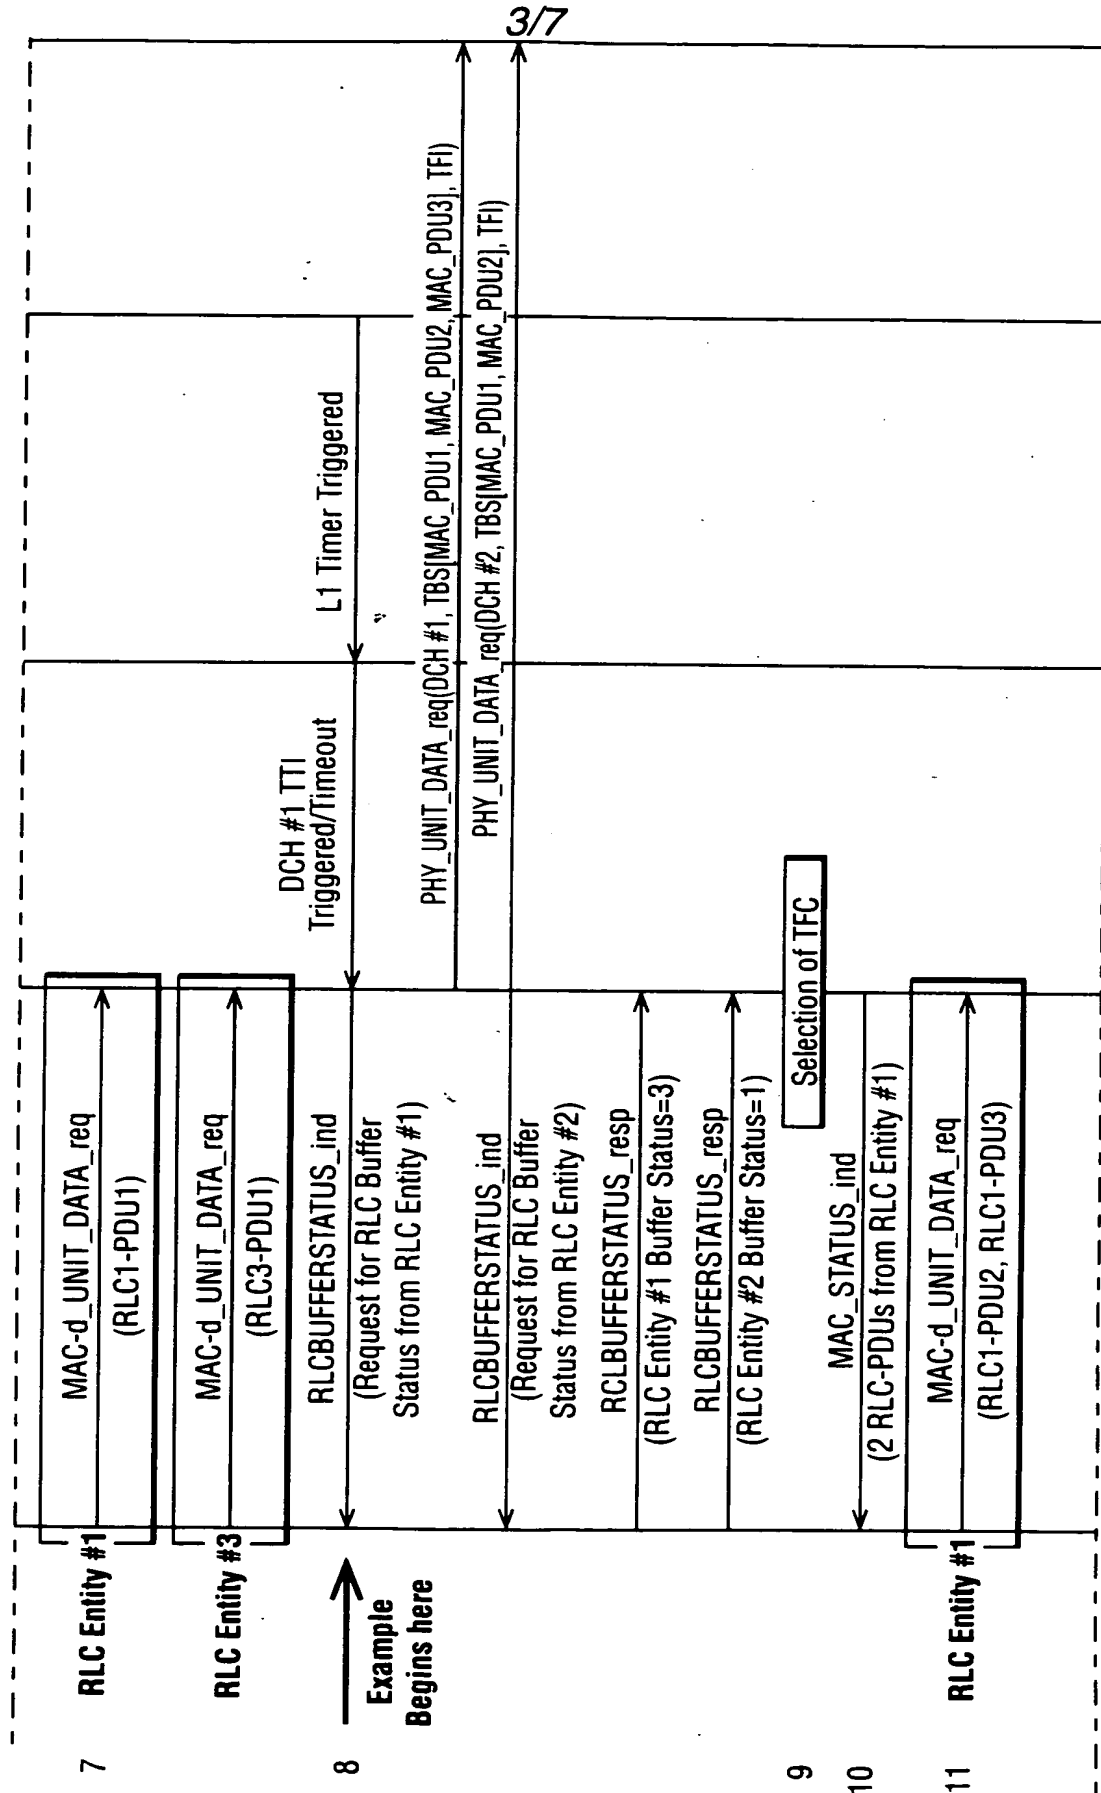 3/7
7
RLC Entity #1
MAC-d_UNIT_DATA_req
(RLC1-PDU1)
RLC Entity #3
MAC-d_UNIT_DATA_req
(RLC3-PDU1)
8
Example
Begins here
RLCBUFFERSTATUS_ind
(Request for RLC Buffer
Status from RLC Entity #1)
DCH #1 TTI
Triggered/Timeout
L1 Timer Triggered
PHY_UNIT_DATA_req(DCH #1, TBS[MAC_PDU1, MAC_PDU2, MAC_PDU3], TFI)
PHY_UNIT_DATA_req(DCH #2, TBS[MAC_PDU1, MAC_PDU2], TFI)
RLCBUFFERSTATUS_ind
(Request for RLC Buffer
Status from RLC Entity #2)
RCLBUFFERSTATUS_resp
(RLC Entity #1 Buffer Status=3)
RLCBUFFERSTATUS_resp
(RLC Entity #2 Buffer Status=1)
9
Selection of TFC
10
MAC_STATUS_ind
(2 RLC-PDUs from RLC Entity #1)
11
RLC Entity #1
MAC-d_UNIT_DATA_req
(RLC1-PDU2, RLC1-PDU3)